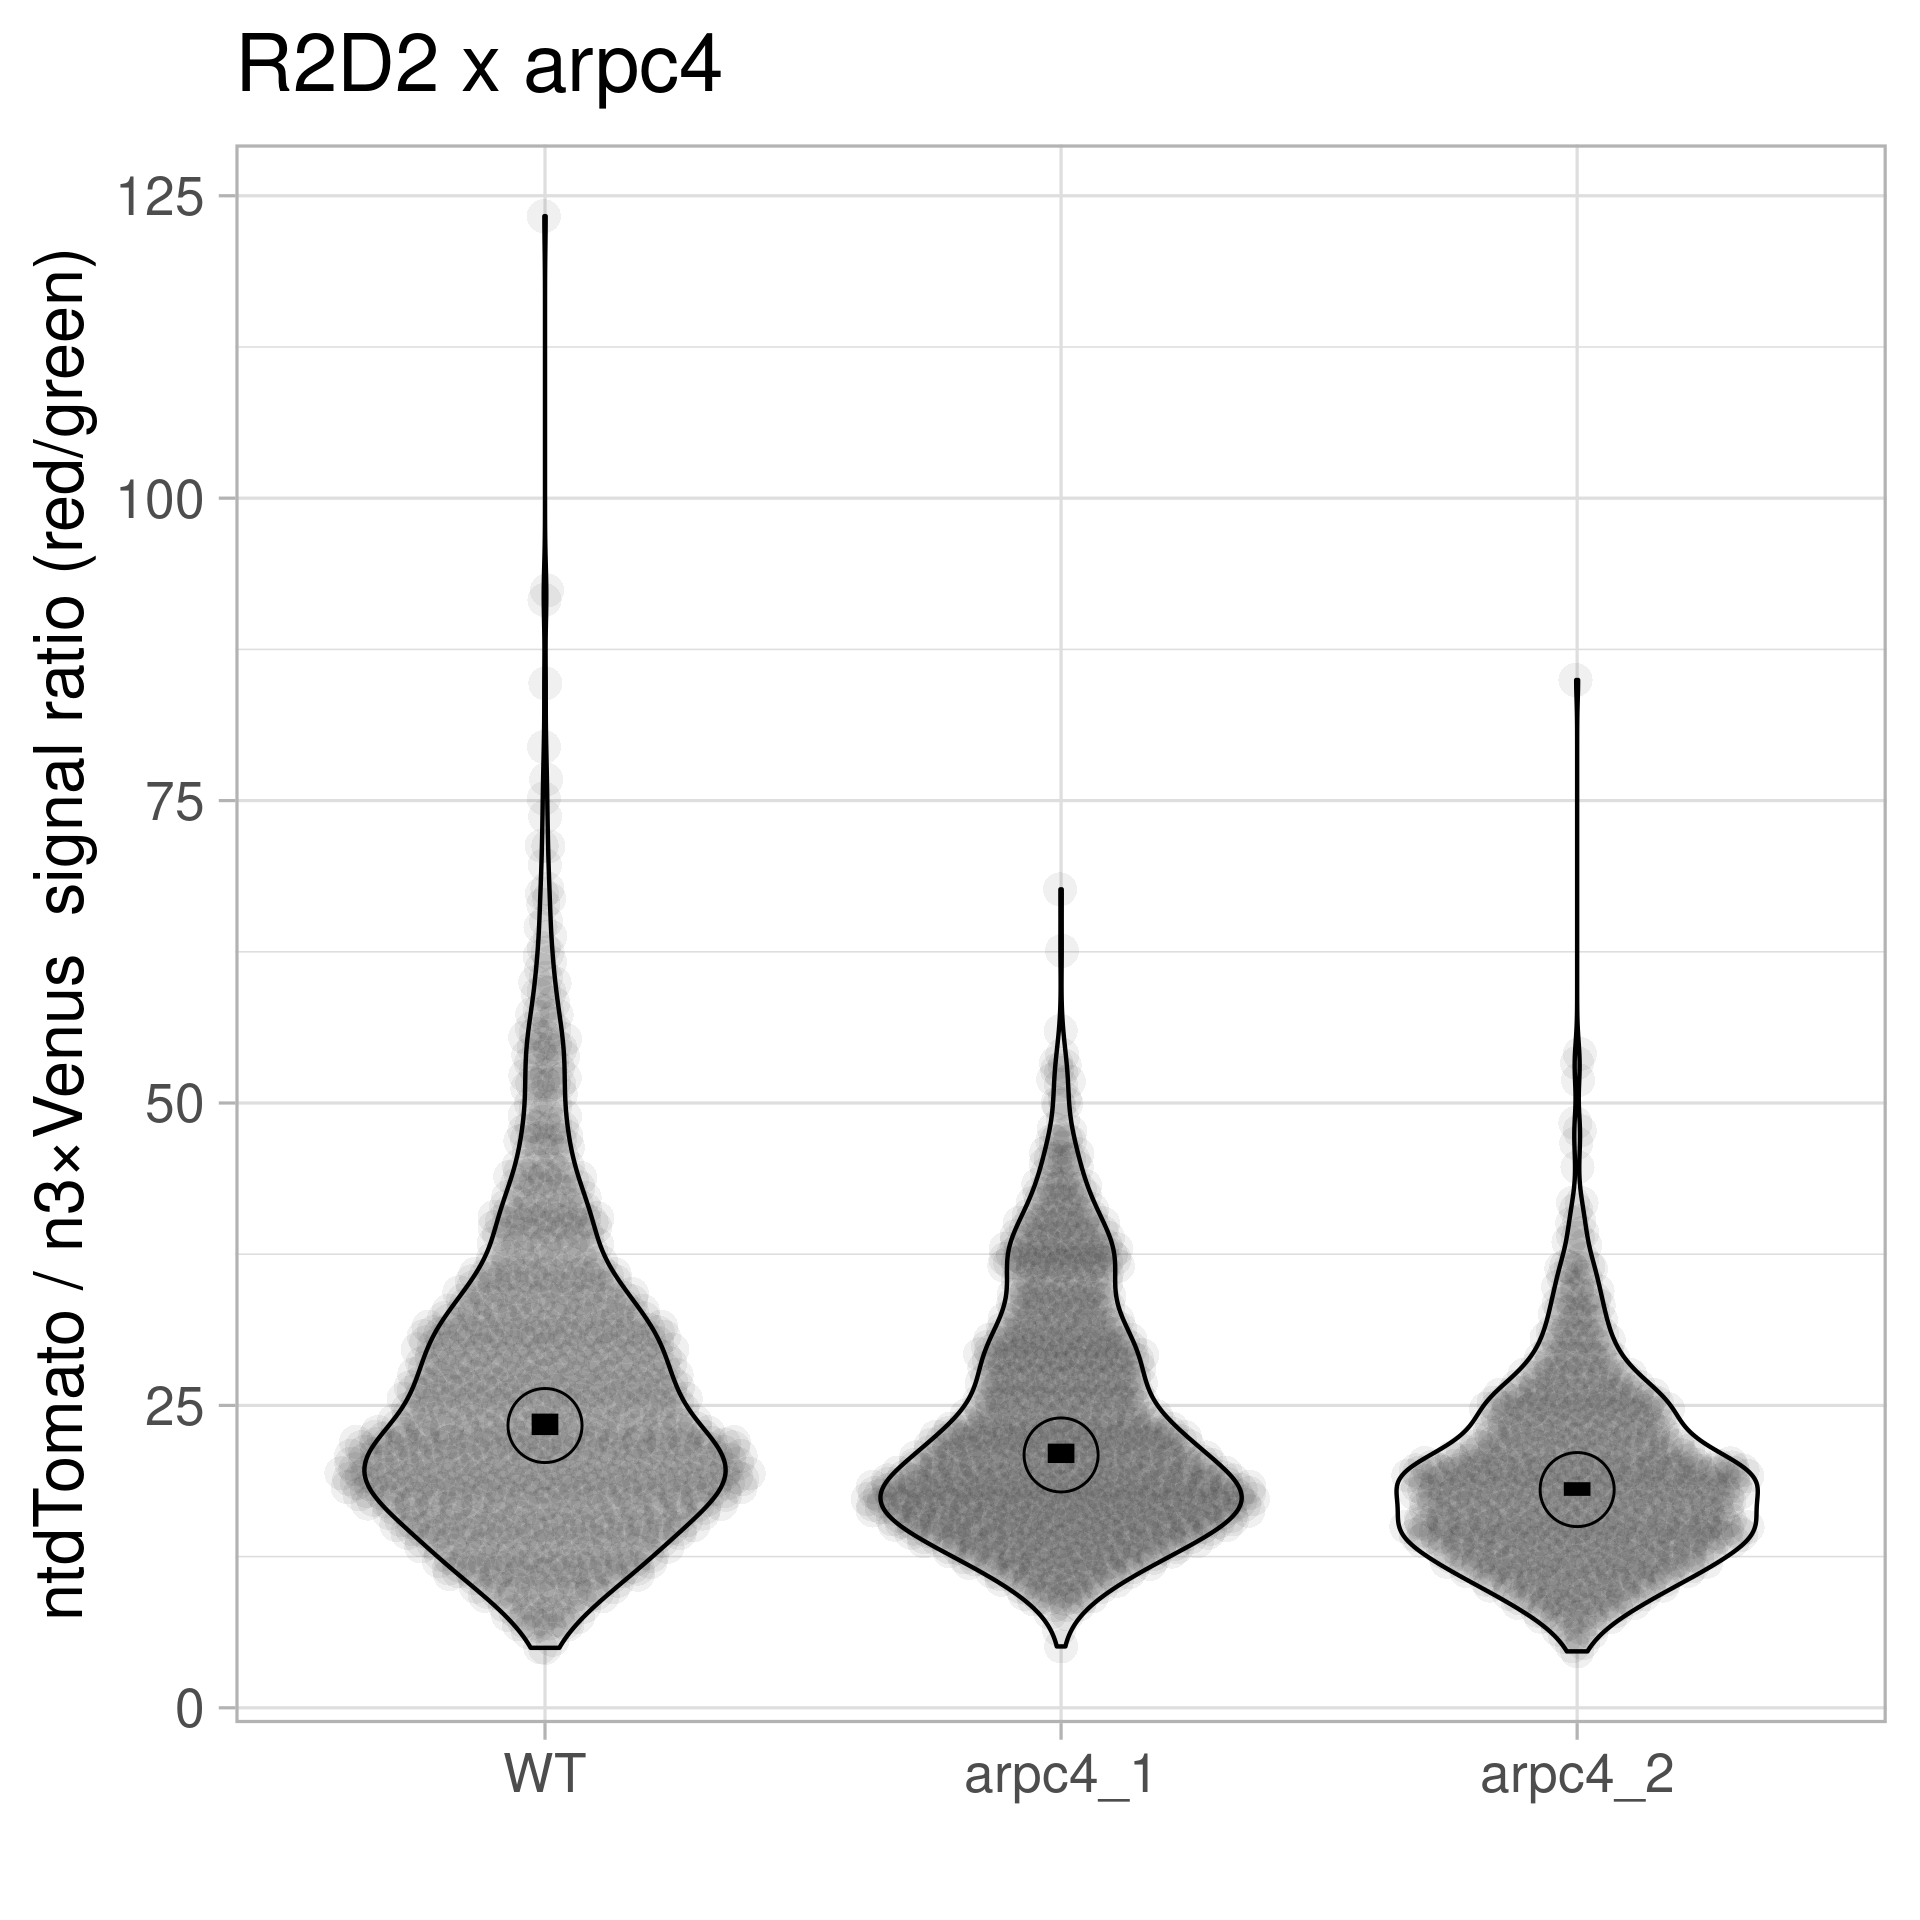 R2D2 x arpc4
ntdTomato / n3×Venus  signal ratio (red/green)
125
100
75
50
25
0
WT
arpc4_1
arpc4_2